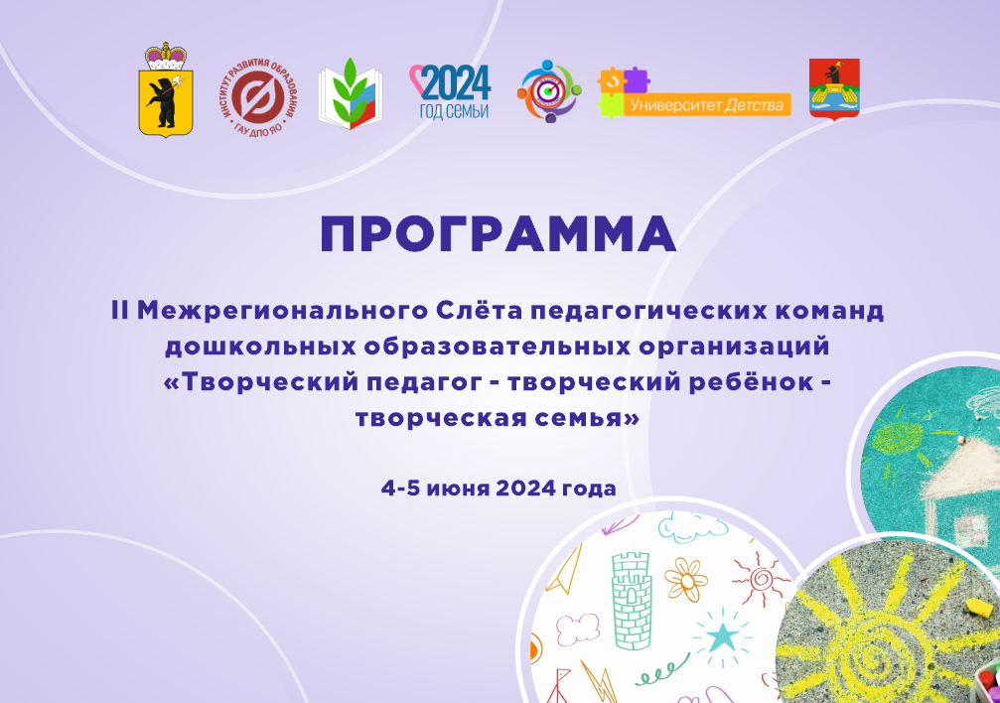 ИНСТИТУТ РАЗВИТИЯ ОБРАЗОВАНИЯ
• ГАУ ДПО ЯО •
2024
ГОД СЕМЬИ
Университет Детства
ПРОГРАММА
II Межрегионального Слёта педагогических команд
дошкольных образовательных организаций
«Творческий педагог - творческий ребёнок -
творческая семья»
4-5 июня 2024 года